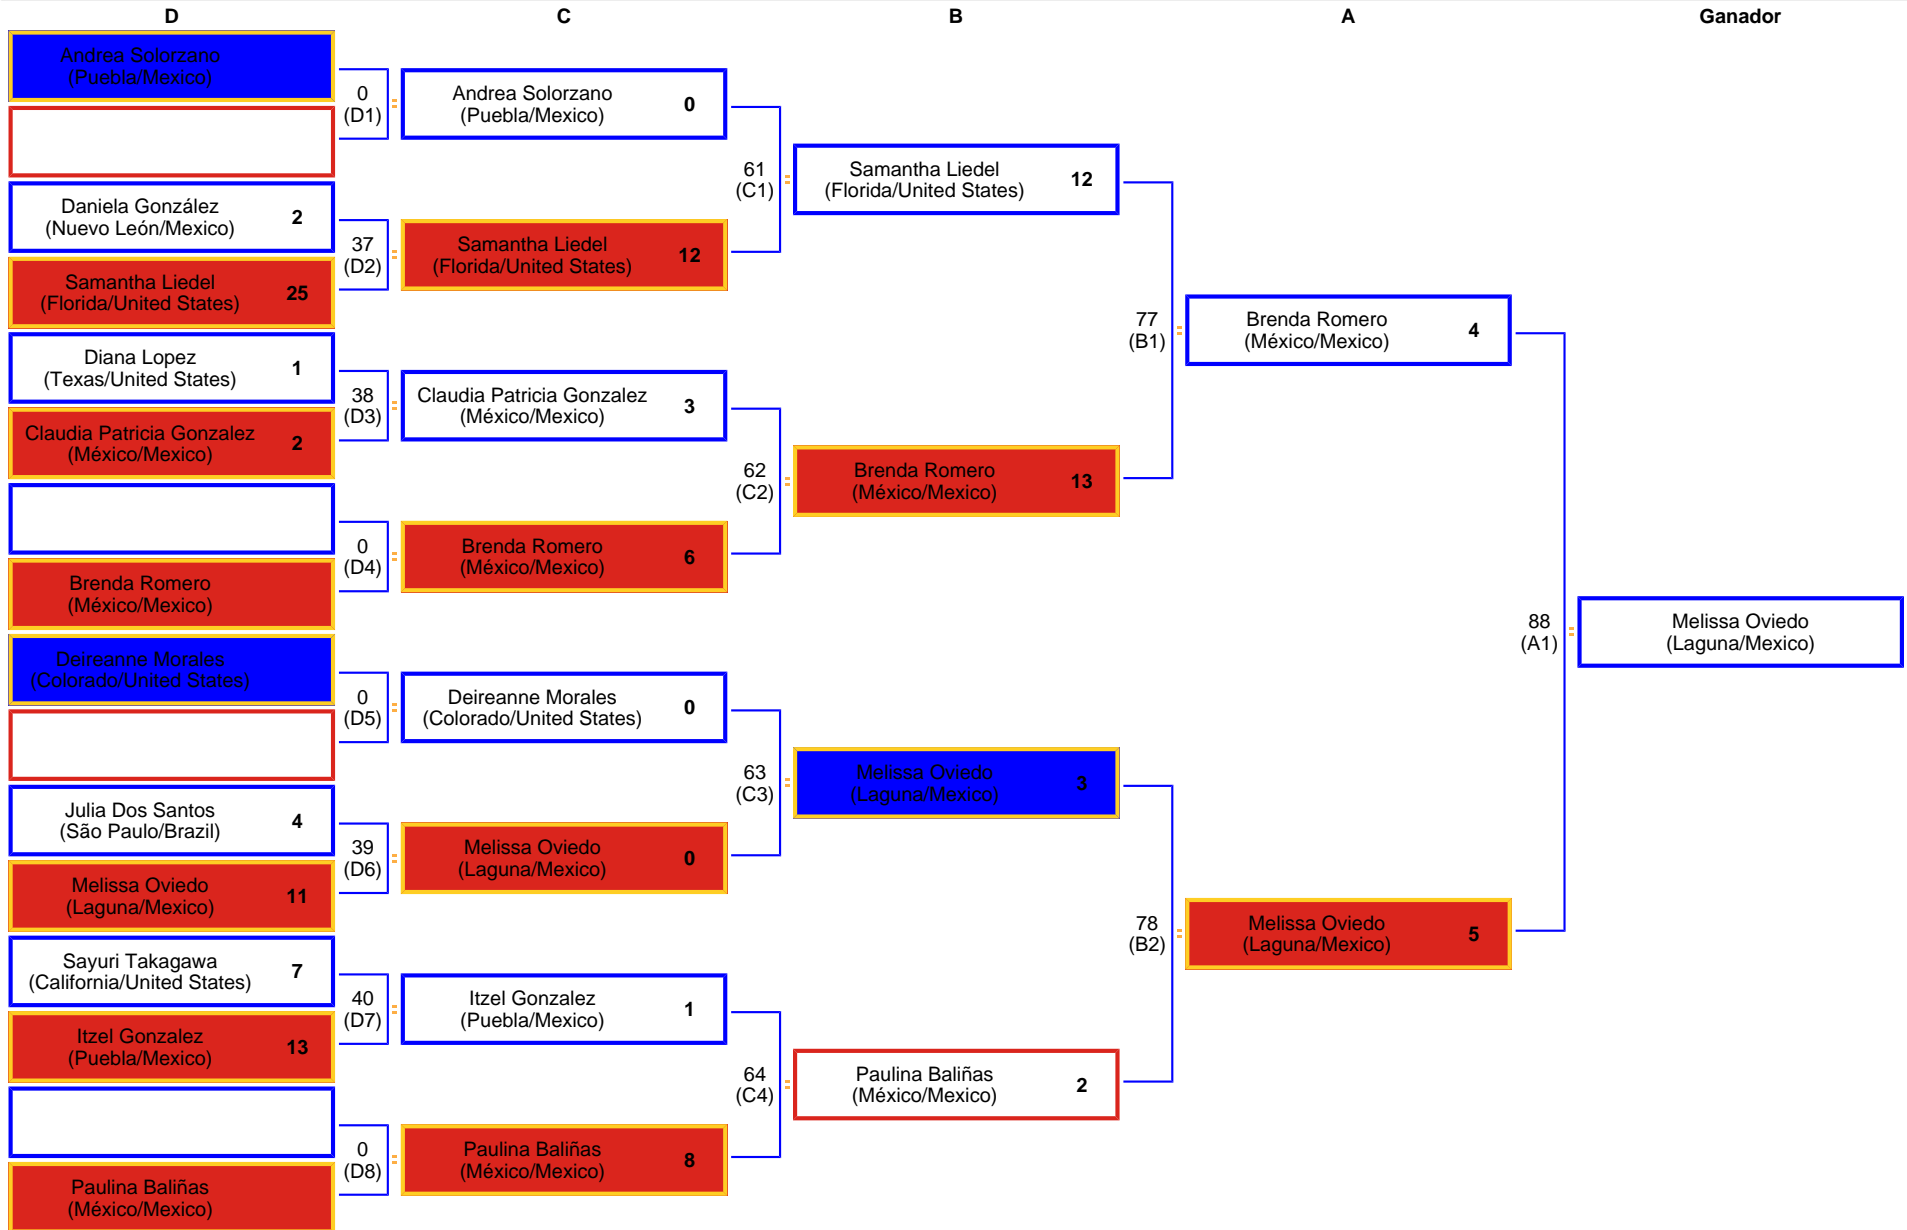 D
C
B
A
Ganador
Andrea Solorzano
(Puebla/Mexico)
0
(D1)
Daniela González
(Nuevo León/Mexico)
2
37
(D2)
Samantha Liedel
(Florida/United States)
25
Diana Lopez
(Texas/United States)
1
38
(D3)
Claudia Patricia Gonzalez
(México/Mexico)
2
0
(D4)
Brenda Romero
(México/Mexico)
Deireanne Morales
(Colorado/United States)
0
(D5)
Julia Dos Santos
(São Paulo/Brazil)
4
39
(D6)
Melissa Oviedo
(Laguna/Mexico)
11
Sayuri Takagawa
(California/United States)
7
40
(D7)
Itzel Gonzalez
(Puebla/Mexico)
13
0
(D8)
Paulina Baliñas
(México/Mexico)
Andrea Solorzano
(Puebla/Mexico)
0
61
(C1)
Samantha Liedel
(Florida/United States)
12
Claudia Patricia Gonzalez
(México/Mexico)
3
62
(C2)
Brenda Romero
(México/Mexico)
6
Deireanne Morales
(Colorado/United States)
0
63
(C3)
Melissa Oviedo
(Laguna/Mexico)
0
Itzel Gonzalez
(Puebla/Mexico)
1
64
(C4)
Paulina Baliñas
(México/Mexico)
8
Samantha Liedel
(Florida/United States)
12
77
(B1)
Brenda Romero
(México/Mexico)
13
Melissa Oviedo
(Laguna/Mexico)
3
78
(B2)
Paulina Baliñas
(México/Mexico)
2
Brenda Romero
(México/Mexico)
4
88
(A1)
Melissa Oviedo
(Laguna/Mexico)
5
Melissa Oviedo
(Laguna/Mexico)